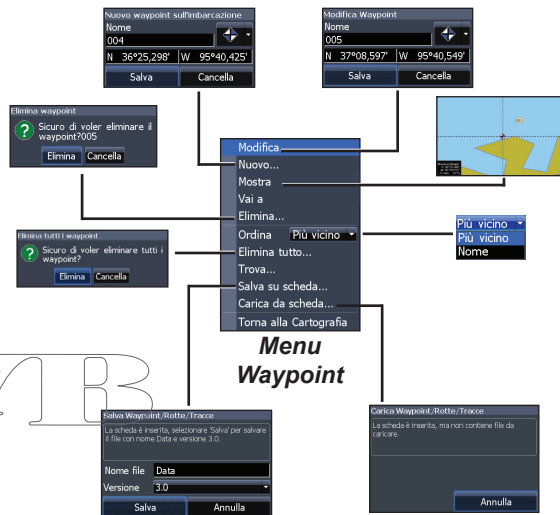 Nuovo waypoint sull'imbarcazione
Nome
004
N 36°25,298' W 95°40,425'
Salva Cancella
Modifica Waypoint
Nome
005
N 37°08,597' W 95°40,549'
Salva Cancella
Elimina waypoint
Sicuro di voler eliminare il
waypoint?005
Elimina Cancella
Elimina tutti i waypoint
Sicuro di voler eliminare tutti i
waypoint?
Elimina Cancella
Modifica
Nuovo...
Mostra
Vai a
Elimina...
Ordina Più vicino
Elimina tutto...
Trova...
Salva su scheda...
Carica da scheda...
Torna alla Cartografia
Più vicino
Più vicino
Nome
Menu
Waypoint
Salva Waypoint/Rotte/Tracce
La scheda è inserita, selezionare 'Salva' per salvare
il file con nome Data e versione 3.0.
Nome file Data
Versione 3.0
Salva Annulla
Carica Waypoint/Rotte/Tracce
La scheda è inserita, ma non contiene file da
caricare.
Annulla